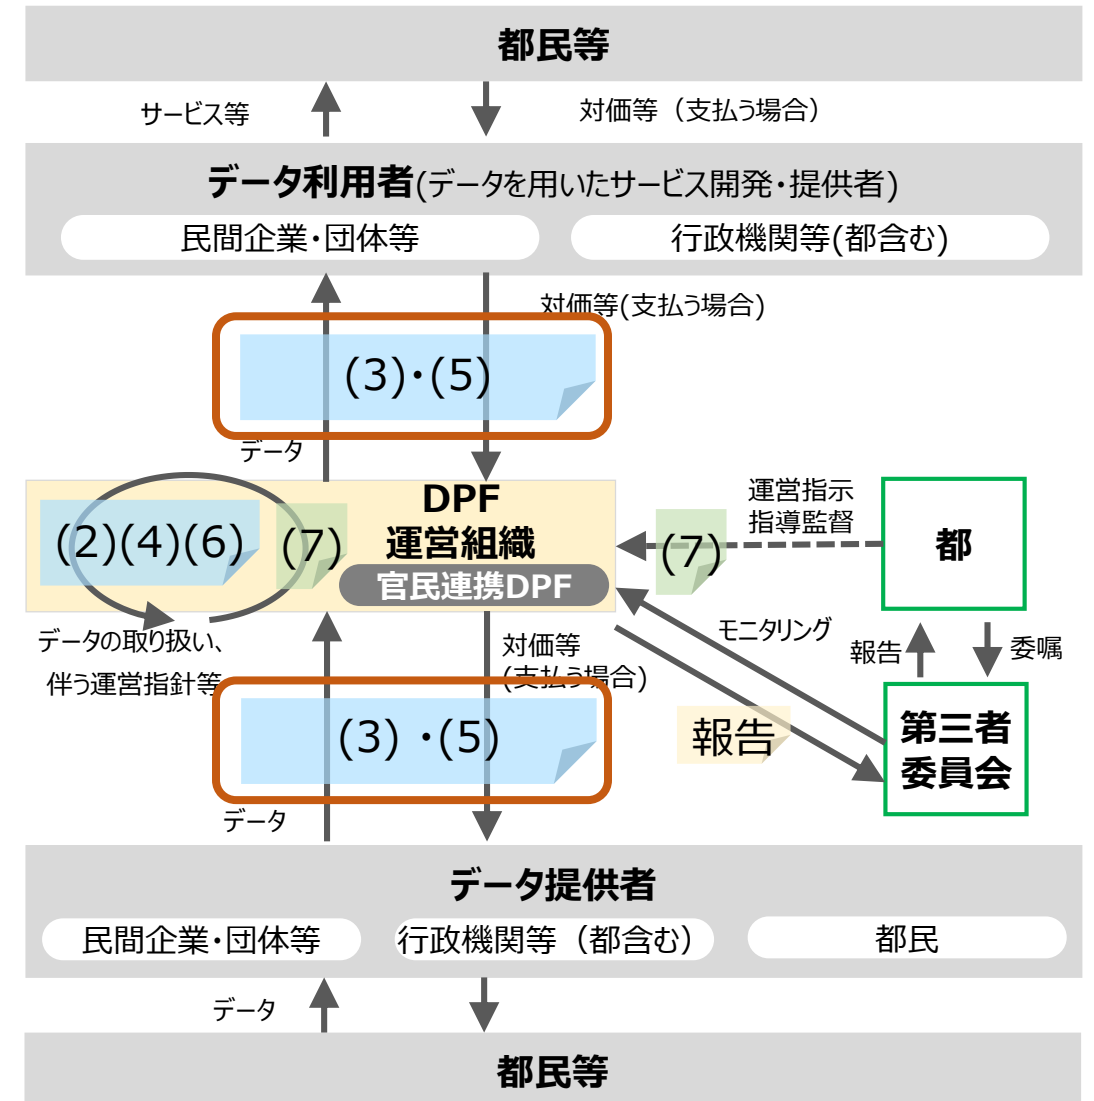 都民等
サービス等
対価等（支払う場合）
データ利用者(データを用いたサービス開発・提供者)
民間企業・団体等
行政機関等(都含む)
対価等(支払う場合)
(3)・(5)
データ
DPF
運営組織
官民連携DPF
(2)(4)(6)
(7)
データの取り扱い、
伴う運営指針等
運営指示
指導監督
(7)
都
モニタリング
報告
委嘱
第三者
委員会
報告
対価等
(支払う場合)
(3) ・(5)
データ
データ提供者
民間企業・団体等
行政機関等（都含む）
都民
データ
都民等